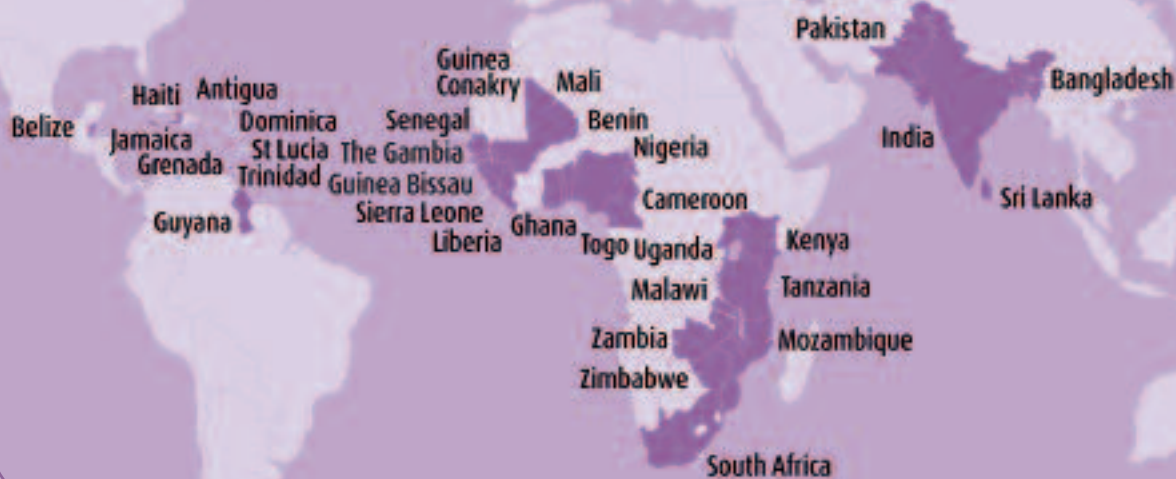 Pakistan
Guinea
Conakry
Mali
Bangladesh
Haiti
Antigua
Belize
Jamaica
Dominica
Senegal
Benin
India
Grenada
St Lucia
The Gambia
Nigeria
Trinidad
Guinea Bissau
Sri Lanka
Guyana
Sierra Leone
Cameroon
Liberia
Ghana
Togo
Uganda
Kenya
Malawi
Tanzania
Zambia
Mozambique
Zimbabwe
South Africa